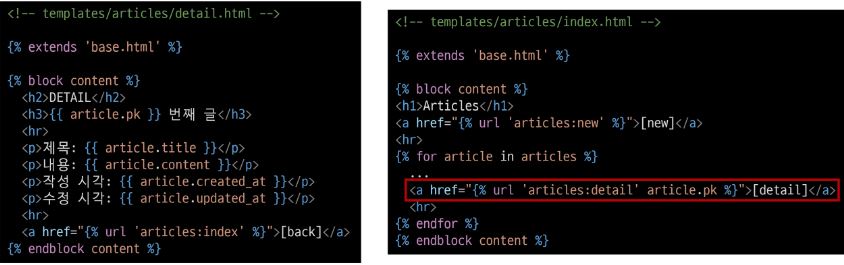 <!-- templates/articles/detail.html -->
{% extends 'base.html' %}
{% block content %}
<h2>DETAIL</h2>
<h3>{{ article.pk }} 번째 글</h3>
<hr>
<p>제목: {{ article.title }}</p>
<p>내용: {{ article.content }}</p>
<p>작성 시각: {{ article.created_at }}</p>
<p>수정 시각: {{ article.updated_at }}</p>
<hr>
<a href="{% url 'articles:index' %}">[back]</a>
{% endblock content %}
<!-- templates/articles/index.html -->
{% extends 'base.html' %}
{% block content %}
<h1>Articles</h1>
<a href="{% url 'articles:new' %}">[new]</a>
<hr>
{% for article in articles %}
...
<a href="{% url 'articles:detail' article.pk %}">[detail]</a>
<hr>
{% endfor %}
{% endblock content %}